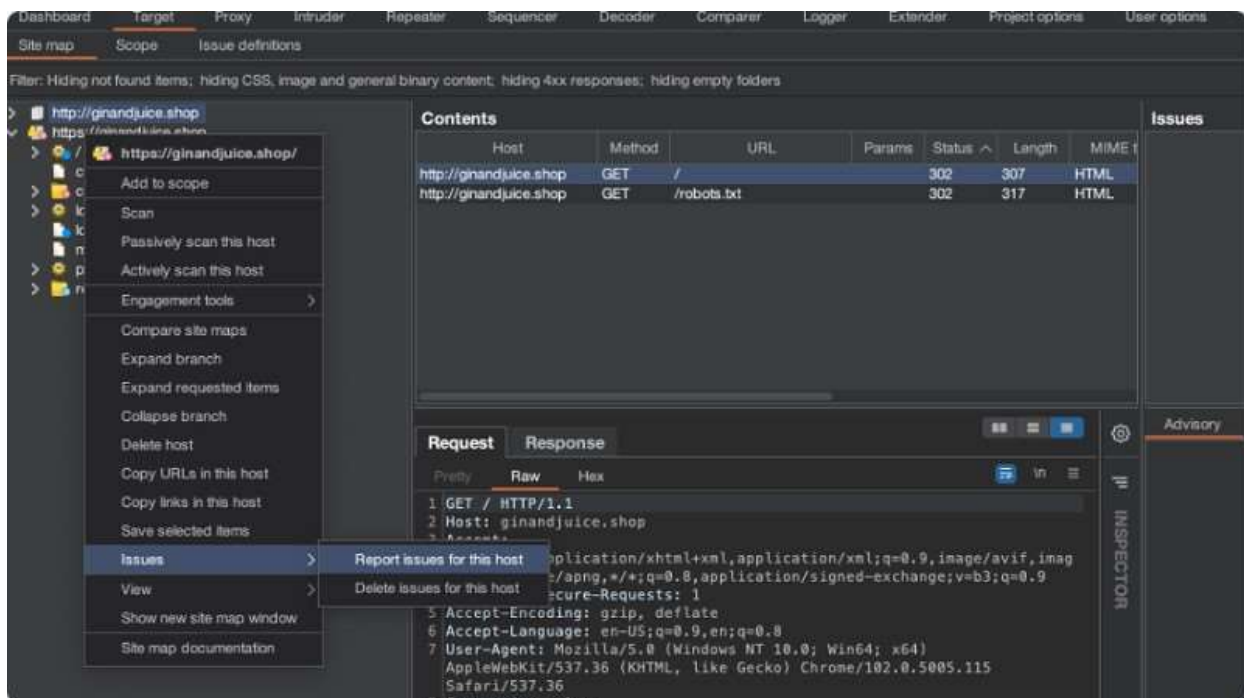 Dashboard Target Proxy Intruder Repeater Sequencer Decoder Comparer Logger Extender Project options User options
Site map Scope Issue definitions
Filter: Hiding not found items; hiding CSS, image and general binary content; hiding 4xx responses; hiding empty folders
http://ginandjuice.shop
https://ginandjuice.shop
/
https://ginandjuice.shop/
Add to scope
Scan
Passively scan this host
Actively scan this host
Engagement tools
Compare site maps
Expand branch
Expand requested items
Collapse branch
Delete host
Copy URLs in this host
Copy links in this host
Save selected items
Issues
View
Show new site map window
Site map documentation
Report issues for this host
Delete issues for this host
Contents
Host Method URL Params Status Length MIME t
http://ginandjuice.shop GET / 302 307 HTML
http://ginandjuice.shop GET /robots.txt 302 317 HTML
Issues
Request Response
Pretty Raw Hex
\n
1 GET / HTTP/1.1
2 Host: ginandjuice.shop
3 Accept:
plication/xhtml+xml,application/xml;q=0.9,image/avif,imag
e/apng,*/*;q=0.8,application/signed-exchange;v=b3;q=0.9
ecure-Requests: 1
5 Accept-Encoding: gzip, deflate
6 Accept-Language: en-US;q=0.9,en;q=0.8
7 User-Agent: Mozilla/5.0 (Windows NT 10.0; Win64; x64)
AppleWebKit/537.36 (KHTML, like Gecko) Chrome/102.0.5005.115
Safari/537.36
INSPECTOR
Advisory